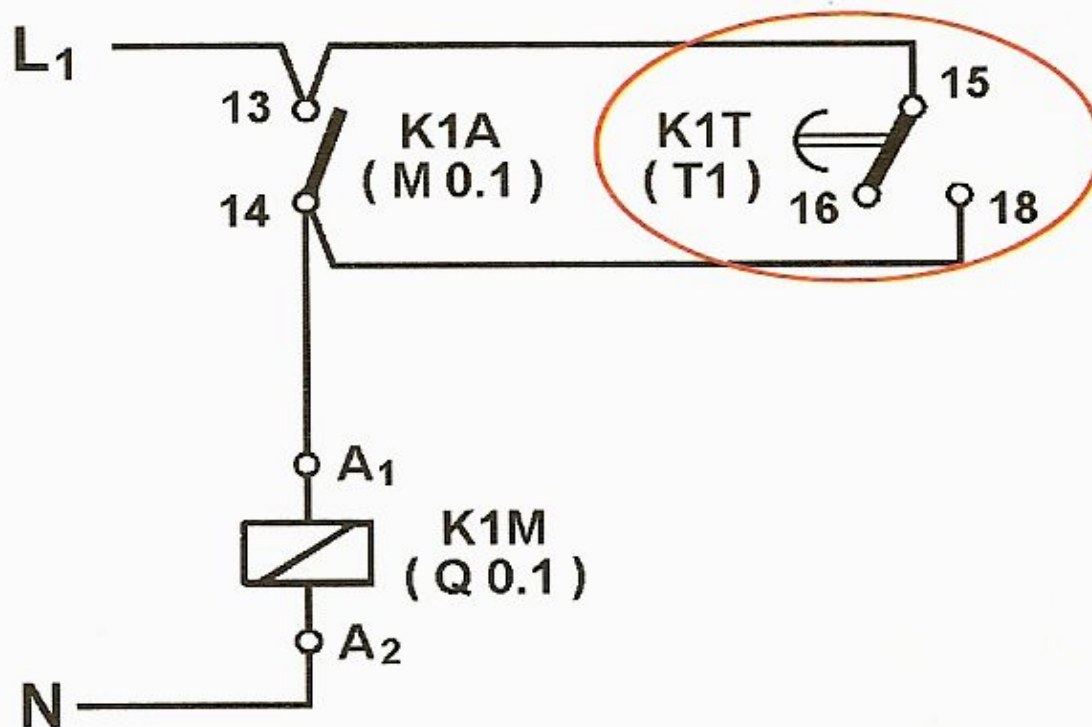 L1
13
K1A
( M 0.1 )
14
K1T
( T1 )
15
16
18
A1
K1M
( Q 0.1 )
A2
N